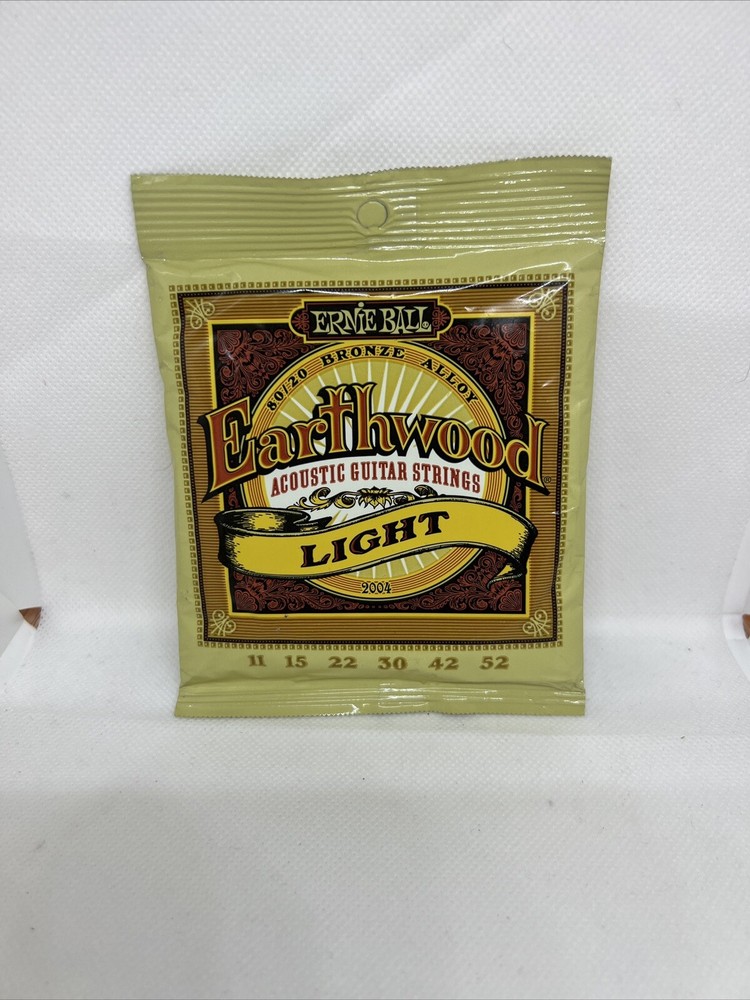 ERNIE BALL®
80/20 BRONZE ALLOY
Earthwood®
ACOUSTIC GUITAR STRINGS
LIGHT
2004
11 15 22 30 42 52